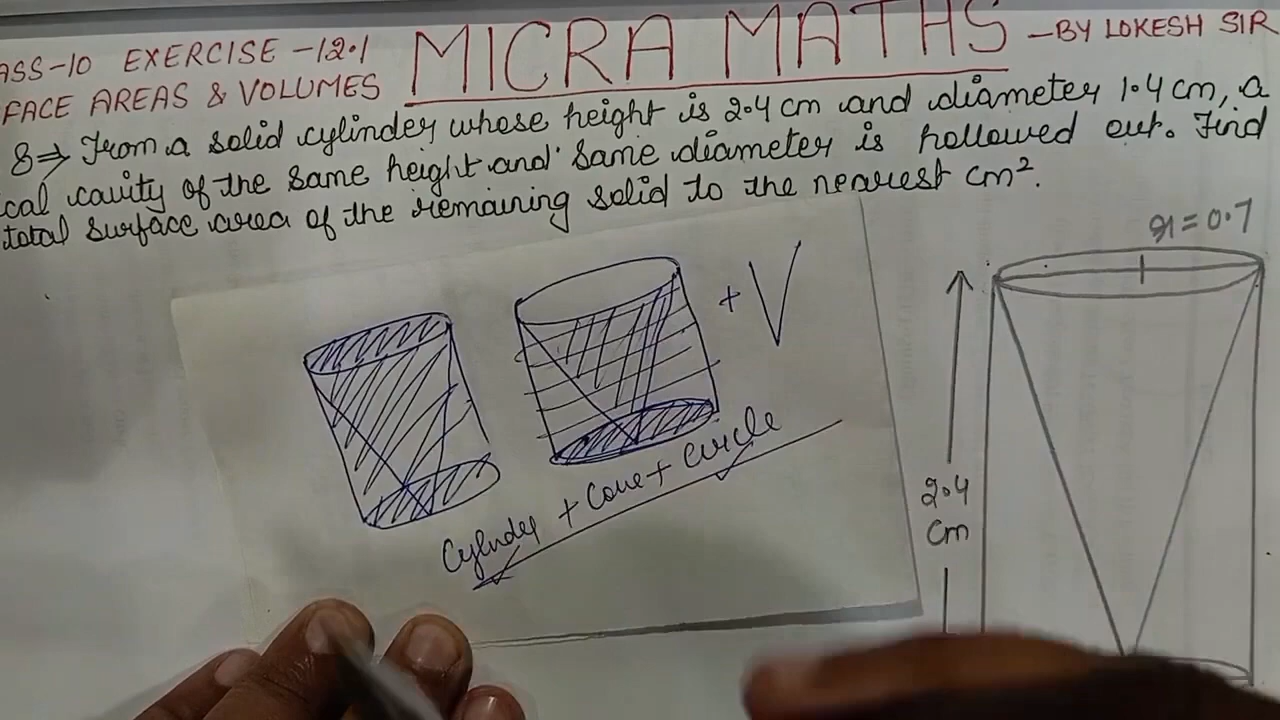 ASS-10 EXERCISE -12.1
MICRA MATHS
-BY LOKESH SIR
FACE AREAS & VOLUMES
8⇒ From a solid cylinder whose height is 2.4 cm and diameter 1.4 cm, a
cal cavity of the same height and same diameter is hollowed out. Find
total surface area of the remaining solid to the nearest cm².
r=0.7
+
Cylinder + Cone + Circle
2.4
cm